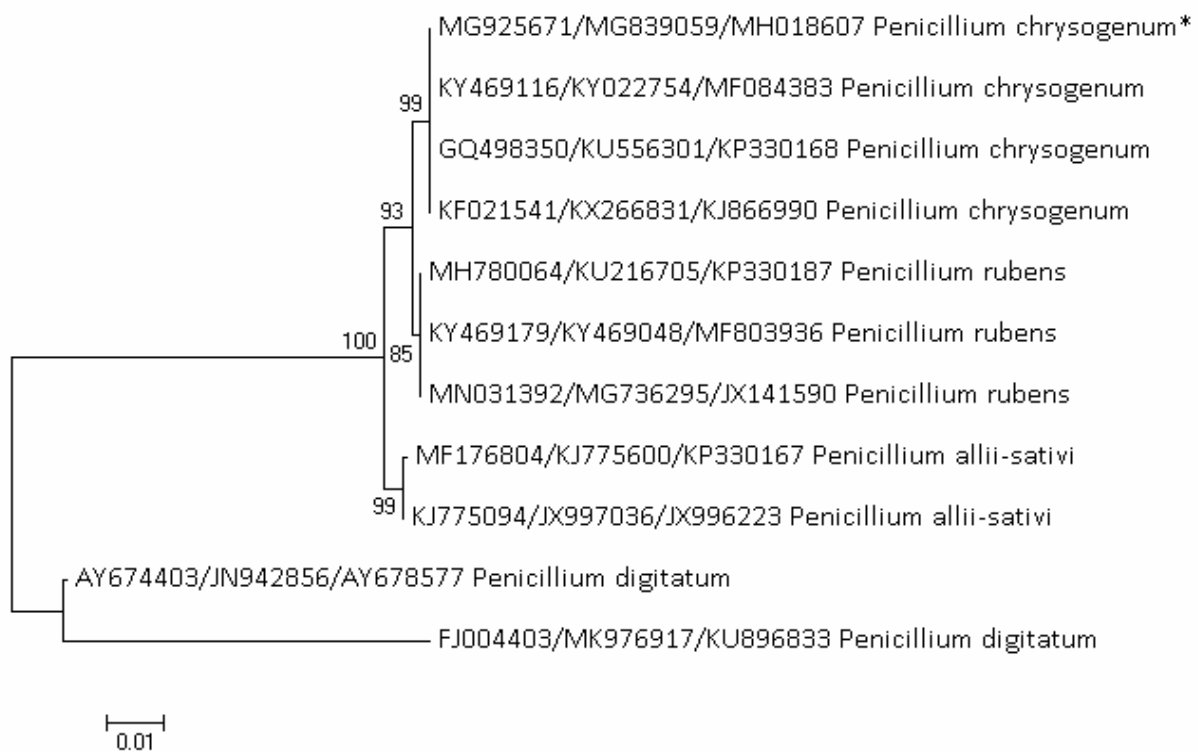 MG925671/MG839059/MH018607 Penicillium chrysogenum*
KY469116/KY022754/MF084383 Penicillium chrysogenum
99
GQ498350/KU556301/KP330168 Penicillium chrysogenum
93
KF021541/KX266831/KJ866990 Penicillium chrysogenum
MH780064/KU216705/KP330187 Penicillium rubens
KY469179/KY469048/MF803936 Penicillium rubens
100
85
MN031392/MG736295/JX141590 Penicillium rubens
MF176804/KJ775600/KP330167 Penicillium allii-sativi
99
KJ775094/JX997036/JX996223 Penicillium allii-sativi
AY674403/JN942856/AY678577 Penicillium digitatum
FJ004403/MK976917/KU896833 Penicillium digitatum
0.01